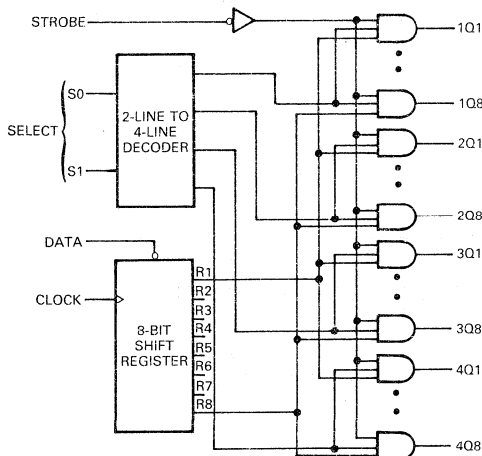 STROBE
S0
SELECT
S1
2-LINE TO
4-LINE
DECODER
DATA
CLOCK
8-BIT
SHiFT
REGISTER
R1
R2
R3
R4
R5
R6
R7
R8
1Q1
1Q8
2Q1
2Q8
3Q1
3Q8
4Q1
4Q8